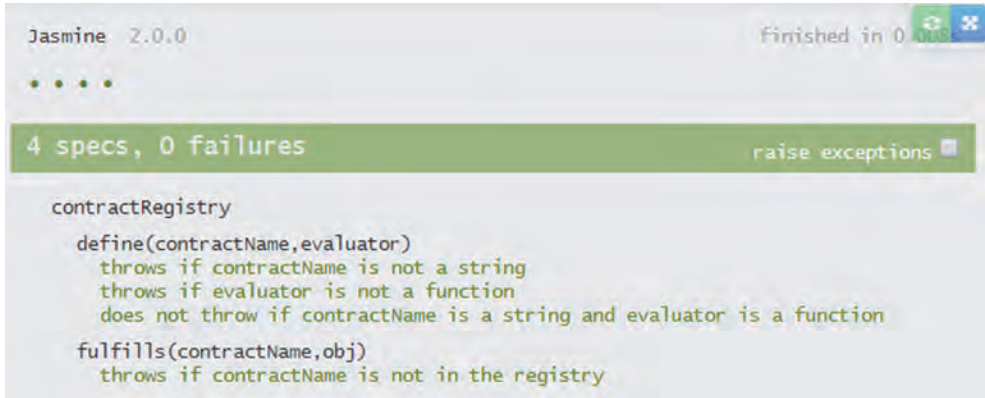 Jasmine 2.0.0
finished in 0
• • • •
4 specs, 0 failures
raise exceptions
contractRegistry
define(contractName,evaluator)
throws if contractName is not a string
throws if evaluator is not a function
does not throw if contractName is a string and evaluator is a function
fulfills(contractName,obj)
throws if contractName is not in the registry